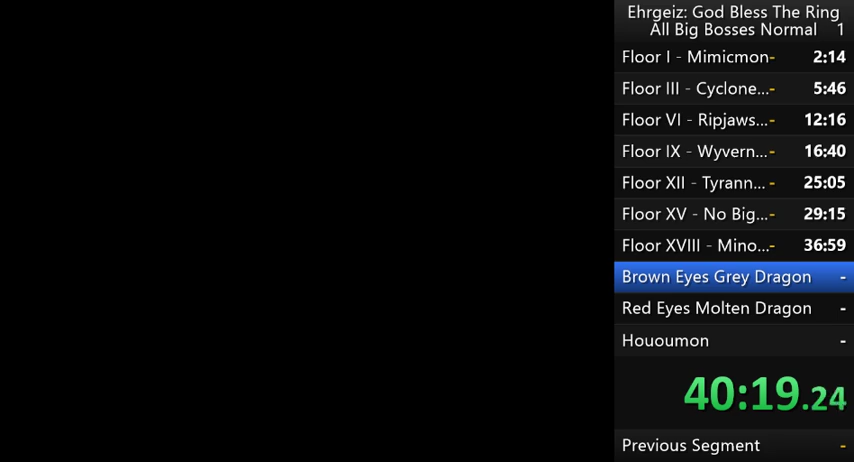 Ehrgeiz: God Bless The Ring
All Big Bosses Normal 1
Floor I - Mimicmon- 2:14
Floor III - Cyclone...- 5:46
Floor VI - Ripjaws...- 12:16
Floor IX - Wyvern...- 16:40
Floor XII - Tyrann...- 25:05
Floor XV - No Big...- 29:15
Floor XVIII - Mino...- 36:59
Brown Eyes Grey Dragon -
Red Eyes Molten Dragon -
Hououmon -
40:19.24
Previous Segment -